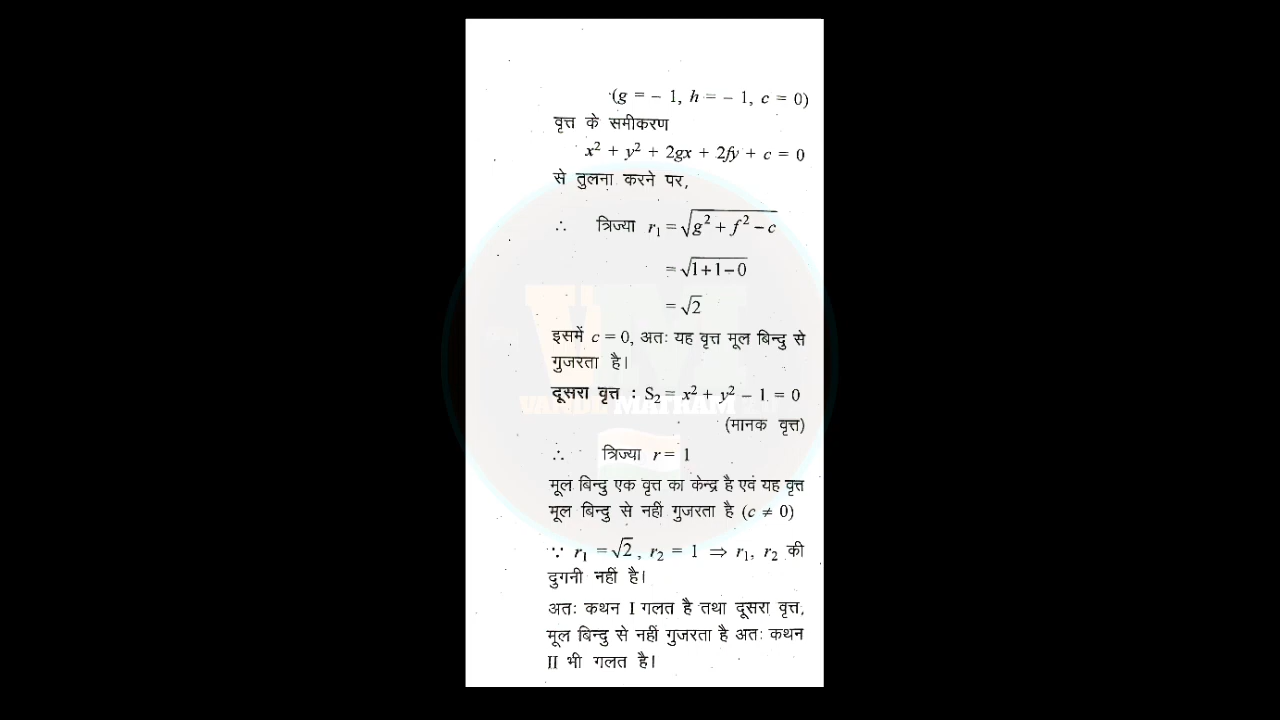 (g = − 1, h = − 1, c = 0)
वृत्त के समीकरण
x² + y² + 2gx + 2fy + c = 0
से तुलना करने पर,
∴ त्रिज्या r₁ = √(g² + f² − c)
= √(1+1−0)
= √2
इसमें c = 0, अतः यह वृत्त मूल बिन्दु से
गुजरता है।
दूसरा वृत्त : S₂ = x² + y² − 1 = 0
(मानक वृत्त)
∴ त्रिज्या r = 1
मूल बिन्दु एक वृत्त का केन्द्र है एवं यह वृत्त
मूल बिन्दु से नहीं गुजरता है (c ≠ 0)
∵ r₁ = √2, r₂ = 1 ⇒ r₁, r₂ की
दुगनी नहीं है।
अतः कथन I गलत है तथा दूसरा वृत्त,
मूल बिन्दु से नहीं गुजरता है अतः कथन
II भी गलत है।
VM
VANDE MATRAM